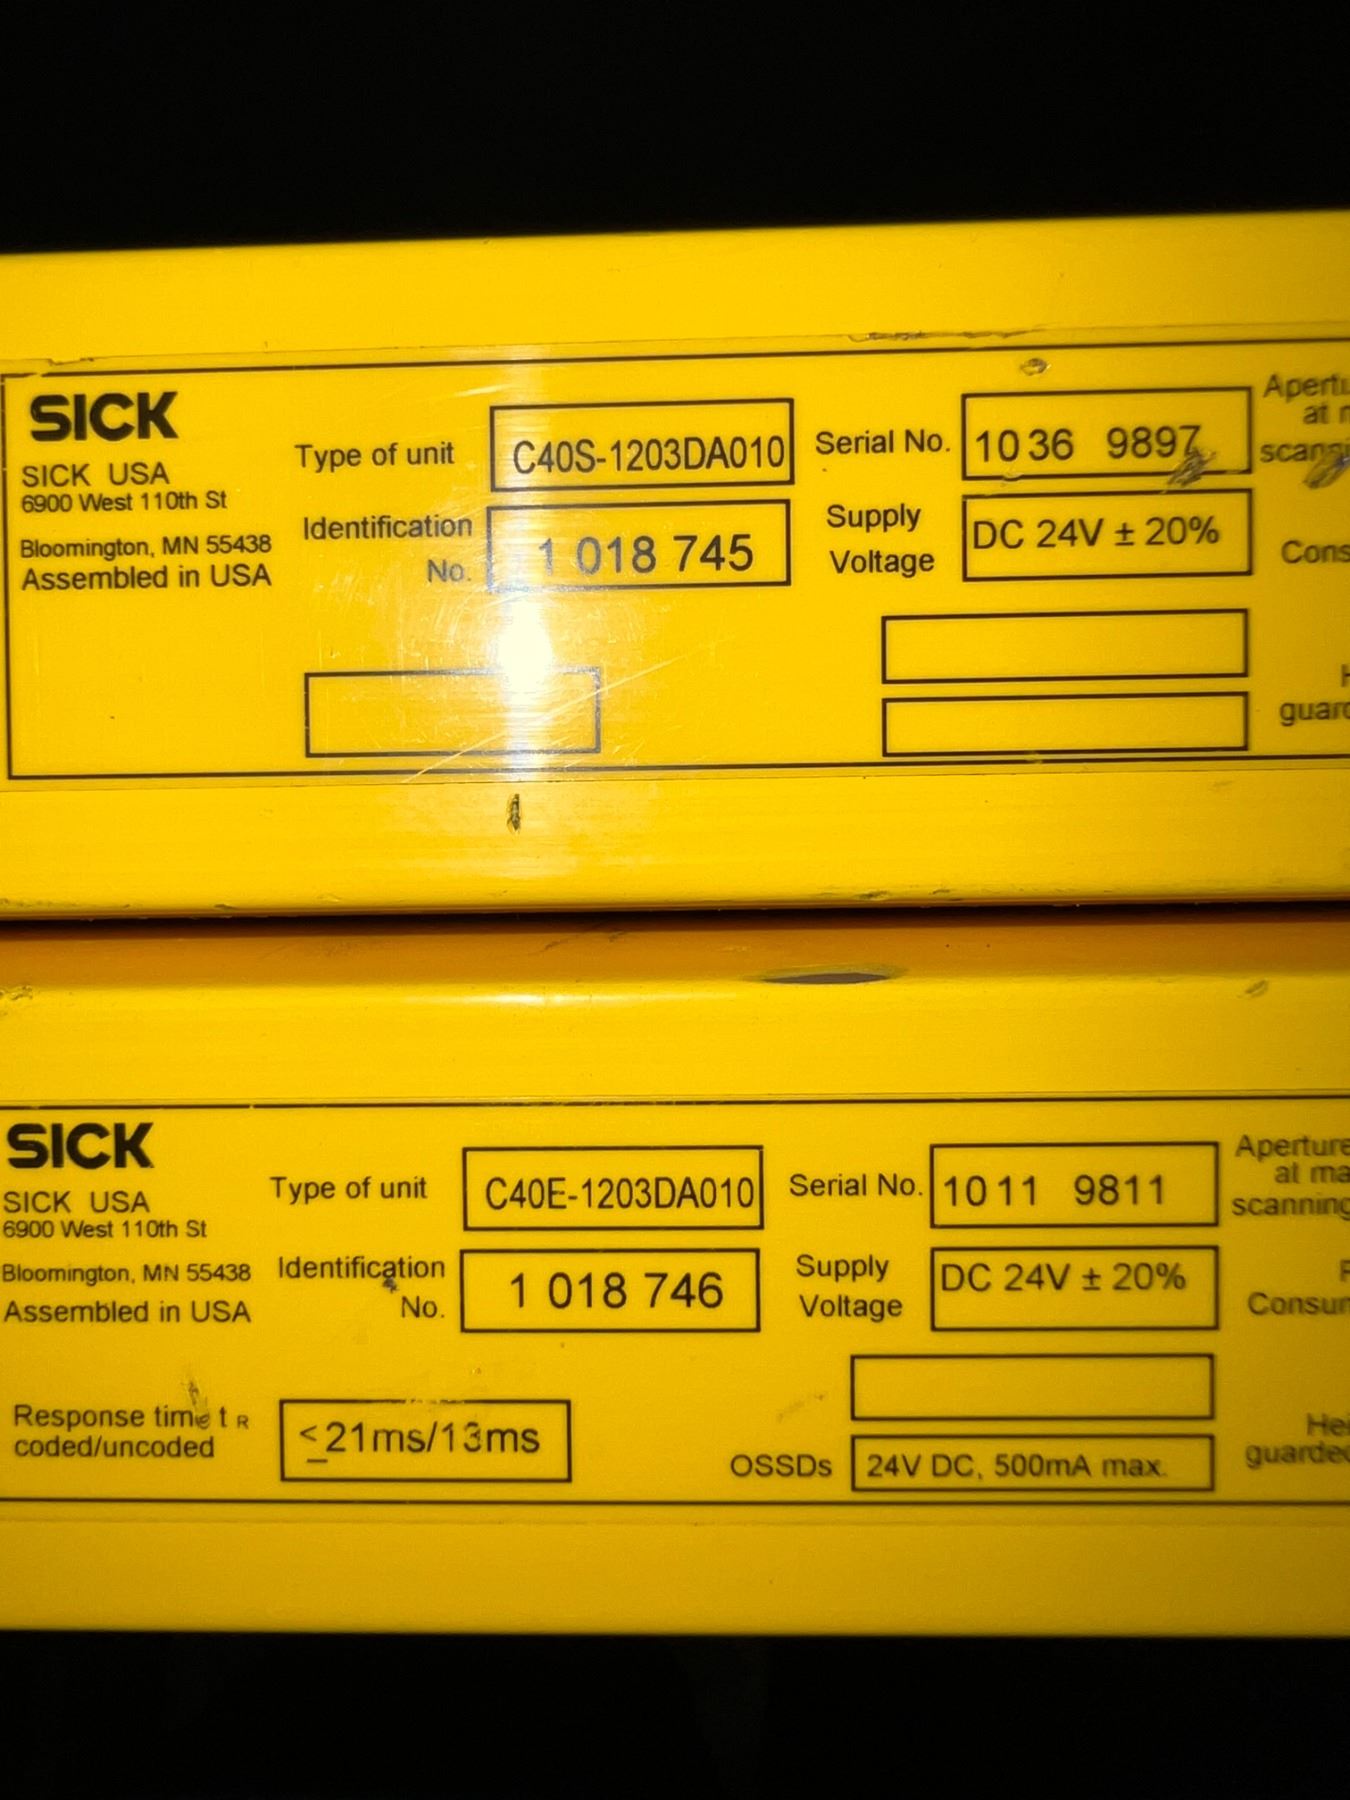 SICK
SICK USA
6900 West 110th St
Bloomington, MN 55438
Assembled in USA
Type of unit C40S-1203DA010
Identification No. 1 018 745
Serial No. 1036 9897
Supply Voltage DC 24V ± 20%
at
SICK
SICK USA
6900 West 110th St
Bloomington, MN 55438
Assembled in USA
Type of unit C40E-1203DA010
Identification No. 1 018 746
Serial No. 1011 9811
Supply Voltage DC 24V ± 20%
Aperture
at
scanning
Response time tR
coded/uncoded ≤21ms/13ms
OSSDs 24V DC, 500mA max.